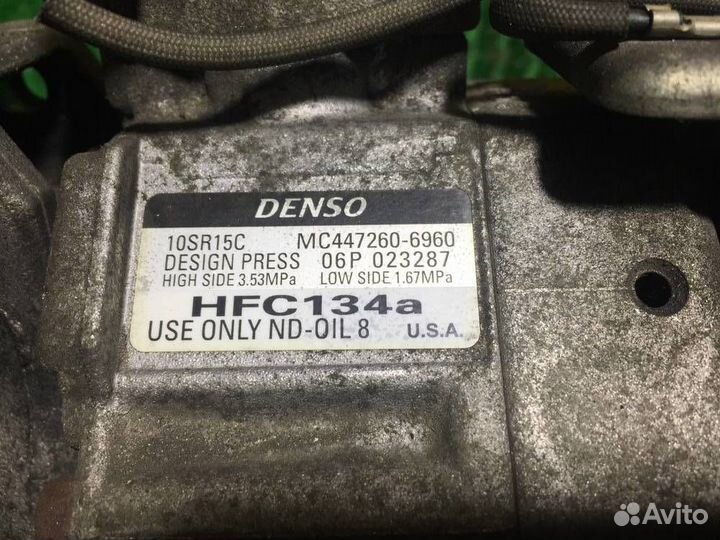 DENSO
10SR15C MC447260-6960
DESIGN PRESS 06P 023287
HIGH SIDE 3.53MPa LOW SIDE 1.67MPa
HFC134a
USE ONLY ND-OIL 8 U.S.A.
Avito